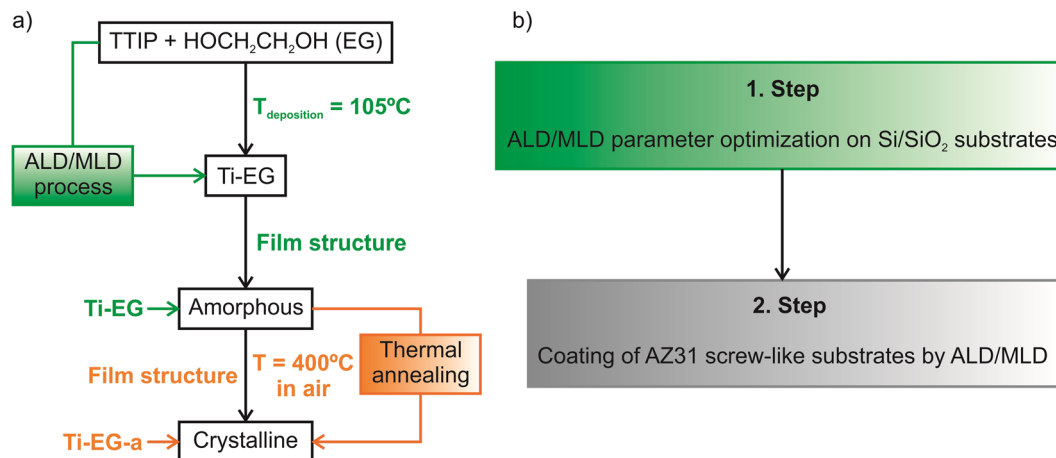 a)
TTIP + HOCH₂CH₂OH (EG)
T_deposition = 105ºC
ALD/MLD
process
Ti-EG
Film structure
Ti-EG
Amorphous
Film structure
T = 400ºC
in air
Thermal
annealing
Ti-EG-a
Crystalline
b)
1. Step
ALD/MLD parameter optimization on Si/SiO₂ substrates
2. Step
Coating of AZ31 screw-like substrates by ALD/MLD